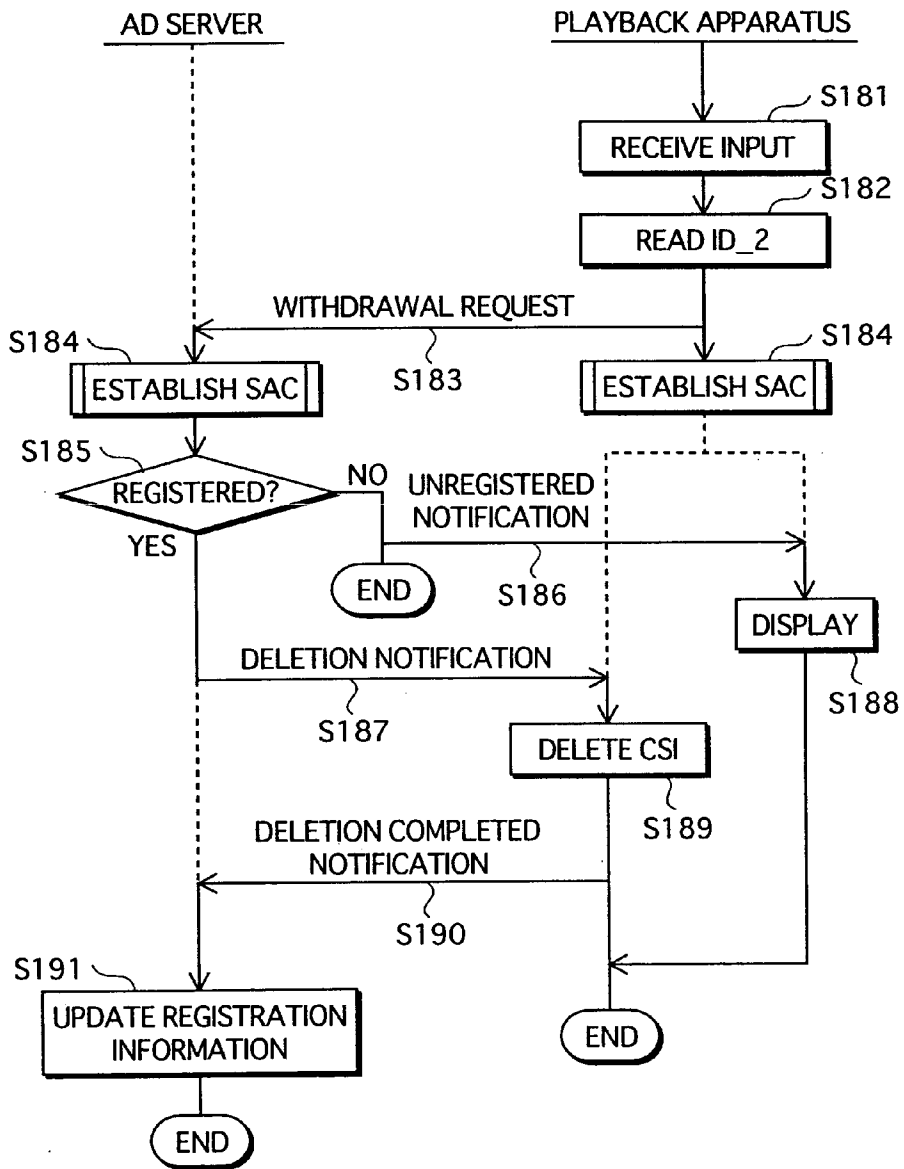 AD SERVER
PLAYBACK APPARATUS
S181
RECEIVE INPUT
S182
READ ID_2
WITHDRAWAL REQUEST
S183
S184
ESTABLISH SAC
S184
ESTABLISH SAC
S185
REGISTERED?
NO
YES
UNREGISTERED
NOTIFICATION
S186
END
DISPLAY
S188
DELETION NOTIFICATION
S187
DELETE CSI
S189
DELETION COMPLETED
NOTIFICATION
S190
S191
UPDATE REGISTRATION
INFORMATION
END
END